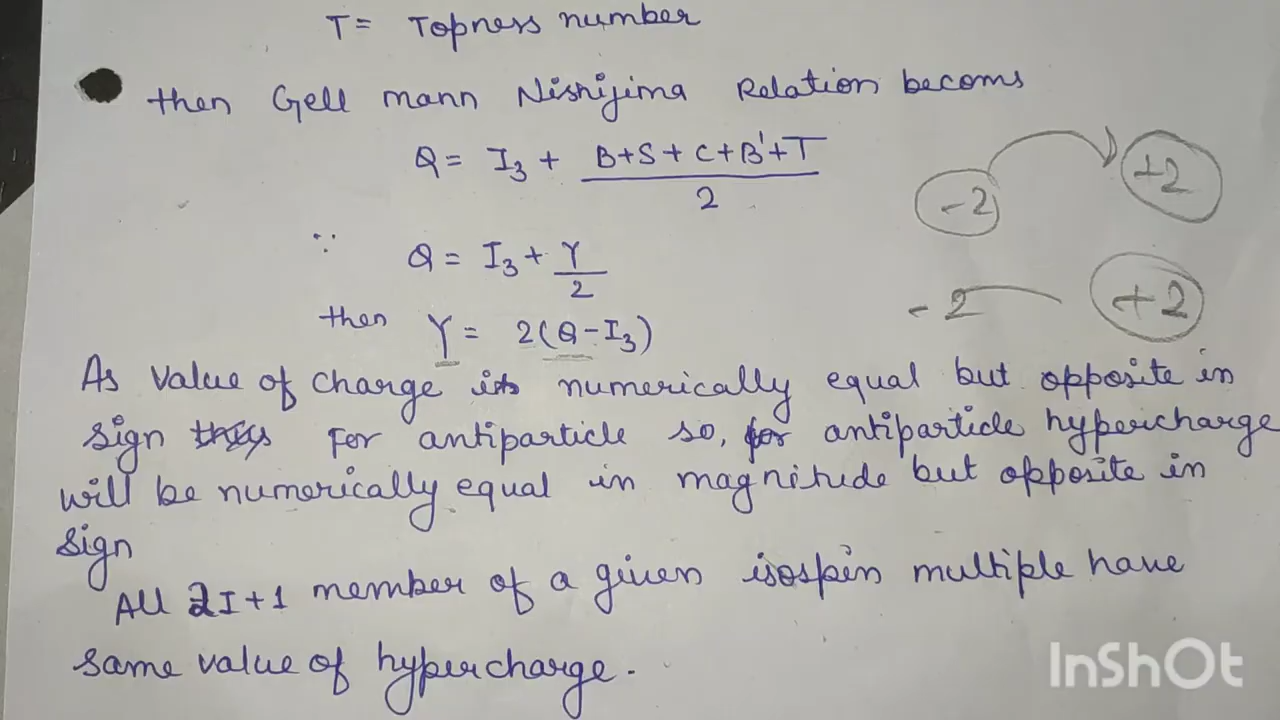 T= Topness number
then Gell mann Nishijima Relation becoms
Q= I₃ + B+S+C+B'+T / 2
-2 +2
∵ Q= I₃ + Y / 2
-2 +2
then Y= 2(Q-I₃)
As value of charge is numerically equal but opposite in
sign for antiparticle so, for antiparticle hypercharge
will be numerically equal in magnitude but opposite in
sign
All 2I+1 member of a given isospin multiple have
same value of hypercharge.
InShOt